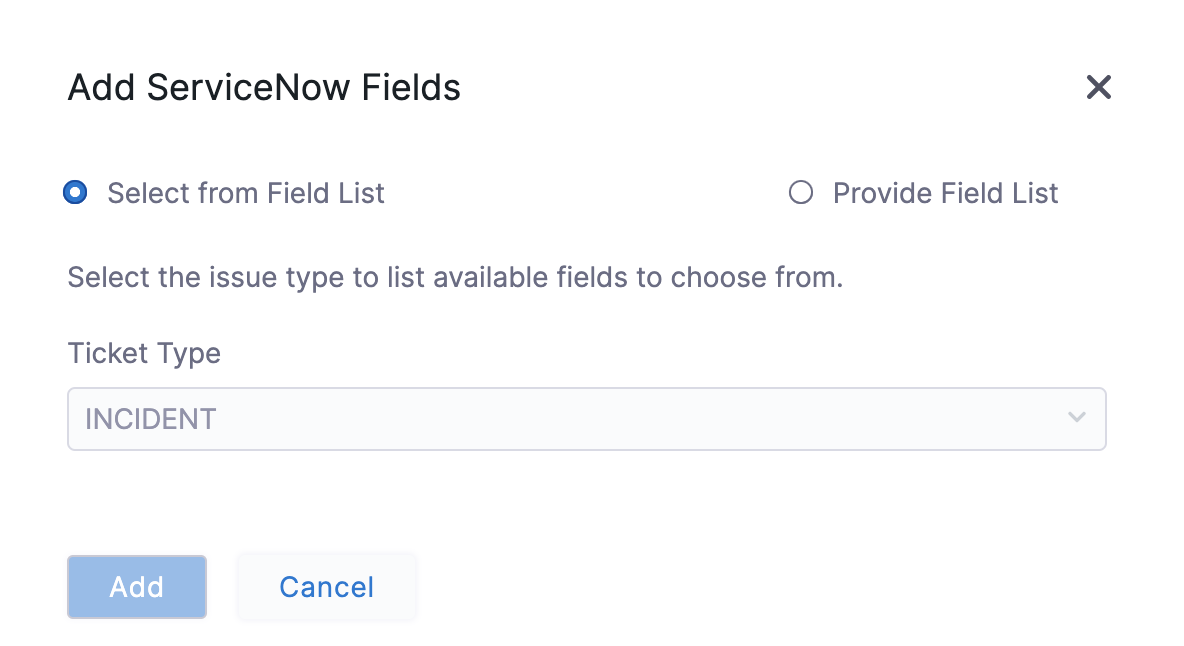 Add ServiceNow Fields
Select from Field List
Provide Field List
Select the issue type to list available fields to choose from.
Ticket Type
INCIDENT
Add
Cancel